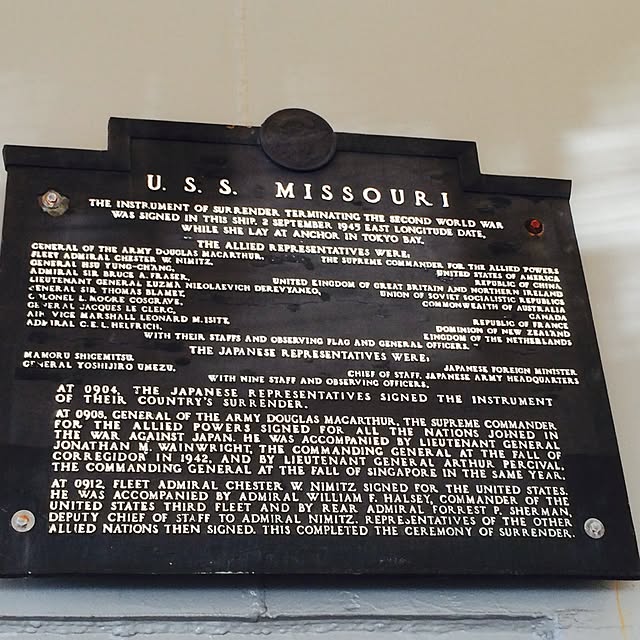 U. S. S. MISSOURI
THE INSTRUMENT OF SURRENDER TERMINATING THE SECOND WORLD WAR
WAS SIGNED IN THIS SHIP, 2 SEPTEMBER 1945 EAST LONGITUDE DATE,
WHILE SHE LAY AT ANCHOR IN TOKYO BAY.
THE ALLIED REPRESENTATIVES WERE:
GENERAL OF THE ARMY DOUGLAS MACARTHUR, THE SUPREME COMMANDER FOR THE ALLIED POWERS
FLEET ADMIRAL CHESTER W. NIMITZ, UNITED STATES OF AMERICA
GENERAL HSU YUNG-CHANG, REPUBLIC OF CHINA
ADMIRAL SIR BRUCE A. FRASER, UNITED KINGDOM OF GREAT BRITAIN AND NORTHERN IRELAND
LIEUTENANT GENERAL KUZMA NIKOLAEVICH DEREVYANKO, UNION OF SOVIET SOCIALISTIC REPUBLICS
GENERAL SIR THOMAS BLAMEY, COMMONWEALTH OF AUSTRALIA
COLONEL L. MOORE COSGRAVE, CANADA
GENERAL JACQUES LE CLERC, REPUBLIC OF FRANCE
AIR VICE MARSHALL LEONARD M. ISITT, DOMINION OF NEW ZEALAND
ADMIRAL C.E.L. HELFRICH, KINGDOM OF THE NETHERLANDS
WITH THEIR STAFFS AND OBSERVING FLAG AND GENERAL OFFICERS.
THE JAPANESE REPRESENTATIVES WERE:
MAMORU SHIGEMITSU, JAPANESE FOREIGN MINISTER
GENERAL YOSHIJIRO UMEZU, CHIEF OF STAFF, JAPANESE ARMY HEADQUARTERS
WITH NINE STAFF AND OBSERVING OFFICERS.
AT 0904, THE JAPANESE REPRESENTATIVES SIGNED THE INSTRUMENT
OF THEIR COUNTRY'S SURRENDER.
AT 0908, GENERAL OF THE ARMY DOUGLAS MACARTHUR, THE SUPREME COMMANDER
FOR THE ALLIED POWERS SIGNED FOR ALL THE NATIONS JOINED IN
THE WAR AGAINST JAPAN. HE WAS ACCOMPANIED BY LIEUTENANT GENERAL
JONATHAN M. WAINWRIGHT, THE COMMANDING GENERAL AT THE FALL OF
CORREGIDOR IN 1942, AND BY LIEUTENANT GENERAL ARTHUR PERCIVAL,
THE COMMANDING GENERAL AT THE FALL OF SINGAPORE IN THE SAME YEAR.
AT 0912, FLEET ADMIRAL CHESTER W. NIMITZ SIGNED FOR THE UNITED STATES.
HE WAS ACCOMPANIED BY ADMIRAL WILLIAM F. HALSEY, COMMANDER OF THE
UNITED STATES THIRD FLEET AND BY REAR ADMIRAL FORREST P. SHERMAN,
DEPUTY CHIEF OF STAFF TO ADMIRAL NIMITZ. REPRESENTATIVES OF THE OTHER
ALLIED NATIONS THEN SIGNED. THIS COMPLETED THE CEREMONY OF SURRENDER.